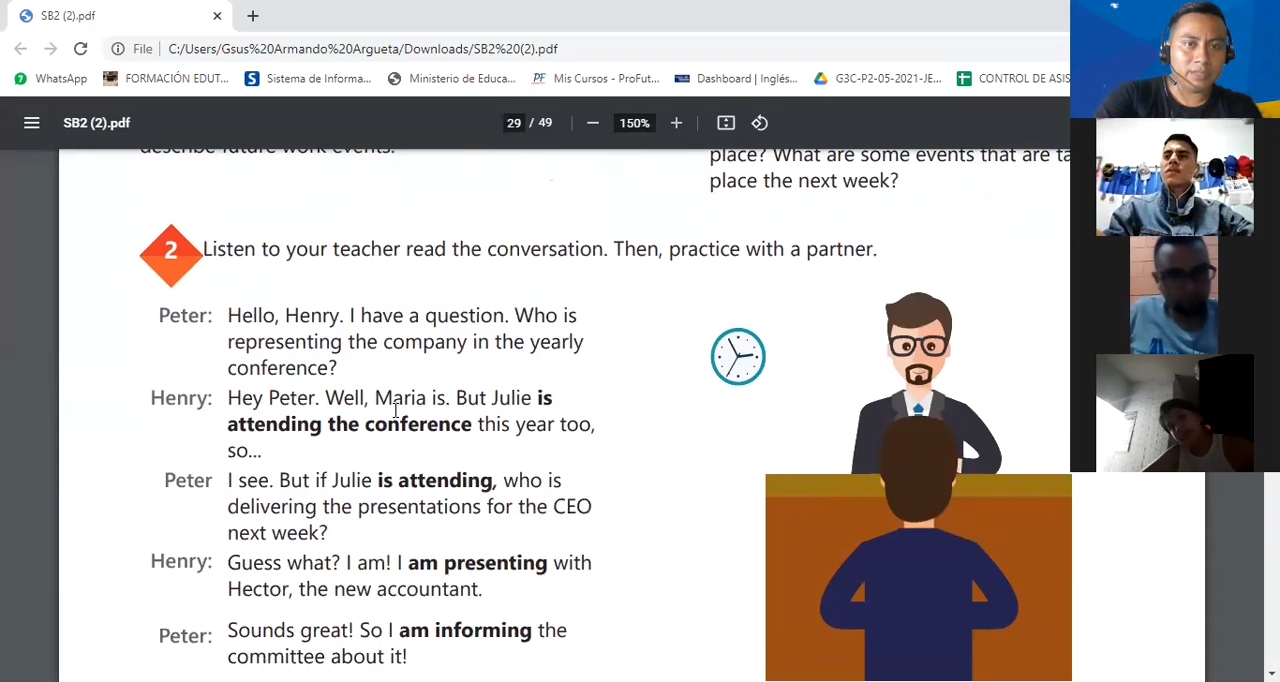 SB2 (2).pdf
File C:/Users/Gsus%20Armando%20Argueta/Downloads/SB2%20(2).pdf
WhatsApp FORMACIÓN EDUT... Sistema de Informa... Ministerio de Educa... PF Mis Cursos - ProFut... Dashboard | Inglés... G3C-P2-05-2021-JE... CONTROL DE ASIS
SB2 (2).pdf 29 / 49 150%
describe future work events.
place? What are some events that are ta
place the next week?
2 Listen to your teacher read the conversation. Then, practice with a partner.
Peter: Hello, Henry. I have a question. Who is
representing the company in the yearly
conference?
Henry: Hey Peter. Well, Maria is. But Julie is
attending the conference this year too,
so...
Peter I see. But if Julie is attending, who is
delivering the presentations for the CEO
next week?
Henry: Guess what? I am! I am presenting with
Hector, the new accountant.
Peter: Sounds great! So I am informing the
committee about it!